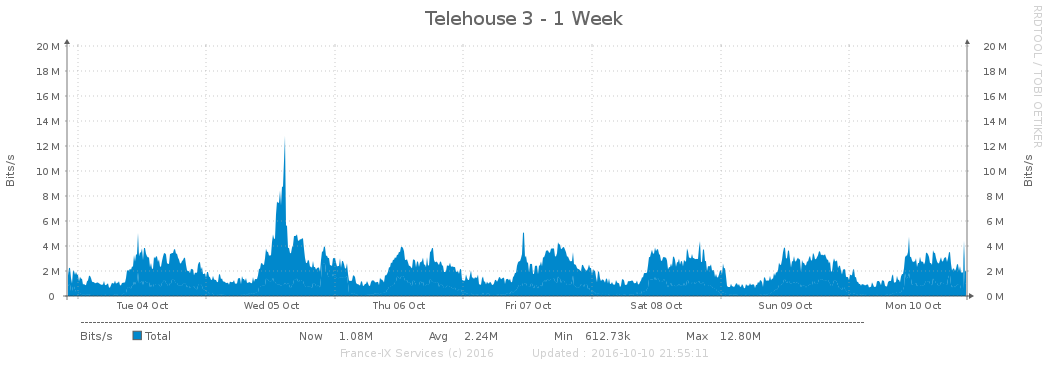 Telehouse 3 - 1 Week
RRDTOOL / TOBI OETIKER
Bits/s
20 M 20 M
18 M 18 M
16 M 16 M
14 M 14 M
12 M 12 M
10 M 10 M
8 M 8 M
6 M 6 M
4 M 4 M
2 M 2 M
0 0 M
Bits/s
Tue 04 Oct Wed 05 Oct Thu 06 Oct Fri 07 Oct Sat 08 Oct Sun 09 Oct Mon 10 Oct
Bits/s Total Now 1.08M Avg 2.24M Min 612.73k Max 12.80M
France-IX Services (c) 2016 Updated : 2016-10-10 21:55:11